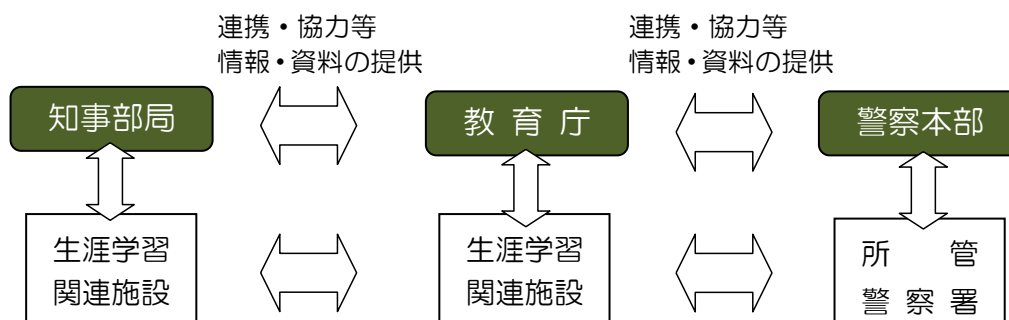 連携・協力等
情報・資料の提供
連携・協力等
情報・資料の提供
知事部局
教 育 庁
警察本部
生涯学習
関連施設
生涯学習
関連施設
所 管
警 察 署